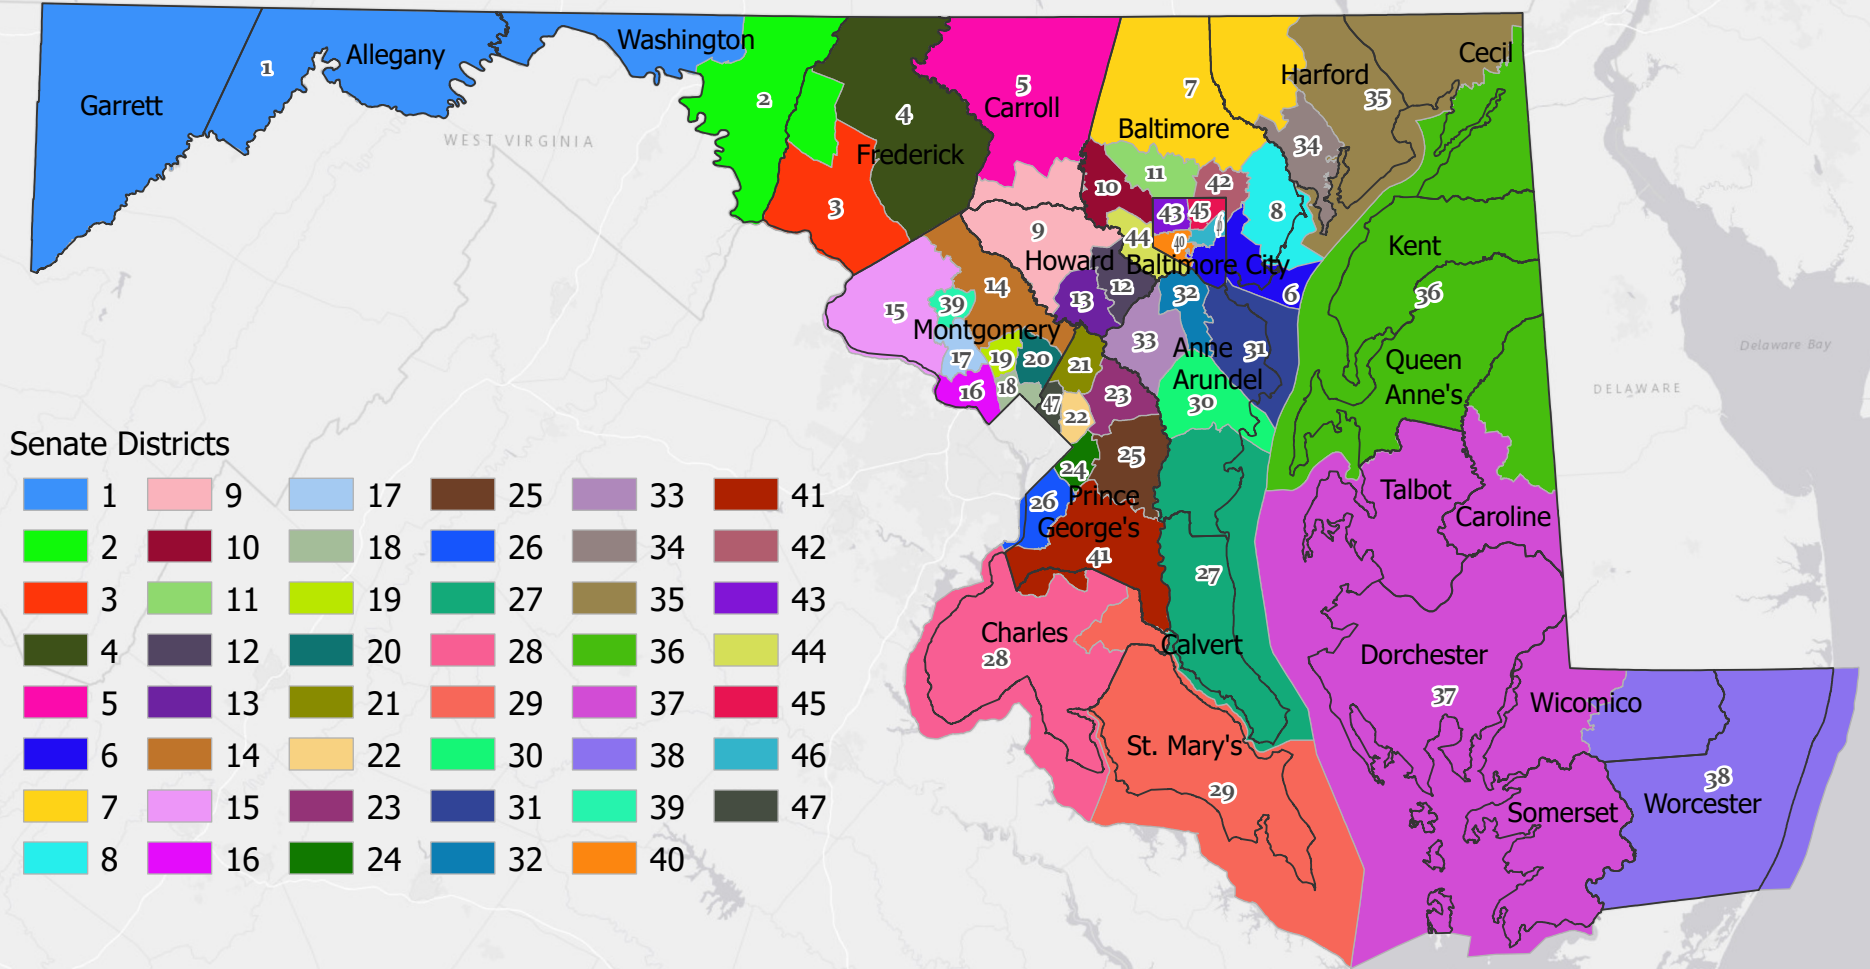 Washington
Cecil
Allegany
1
Harford
Garrett
2
5
7
35
Carroll
4
Baltimore
WEST VIRGINIA
Frederick
34
11
10
42
3
43
45
8
9
44
40
41
Kent
Howard
Baltimore City
12
6
14
13
32
36
39
15
Montgomery
33
Anne
31
Delaware Bay
17
19
20
21
Queen
Arundel
DELAWARE
16
18
23
Anne's
47
22
30
Senate Districts
25
24
Talbot
Prince
26
Caroline
George's
41
27
Charles
Calvert
28
Dorchester
37
Wicomico
St. Mary's
38
29
Worcester
Somerset
1 9 17 25 33 41
2 10 18 26 34 42
3 11 19 27 35 43
4 12 20 28 36 44
5 13 21 29 37 45
6 14 22 30 38 46
7 15 23 31 39 47
8 16 24 32 40